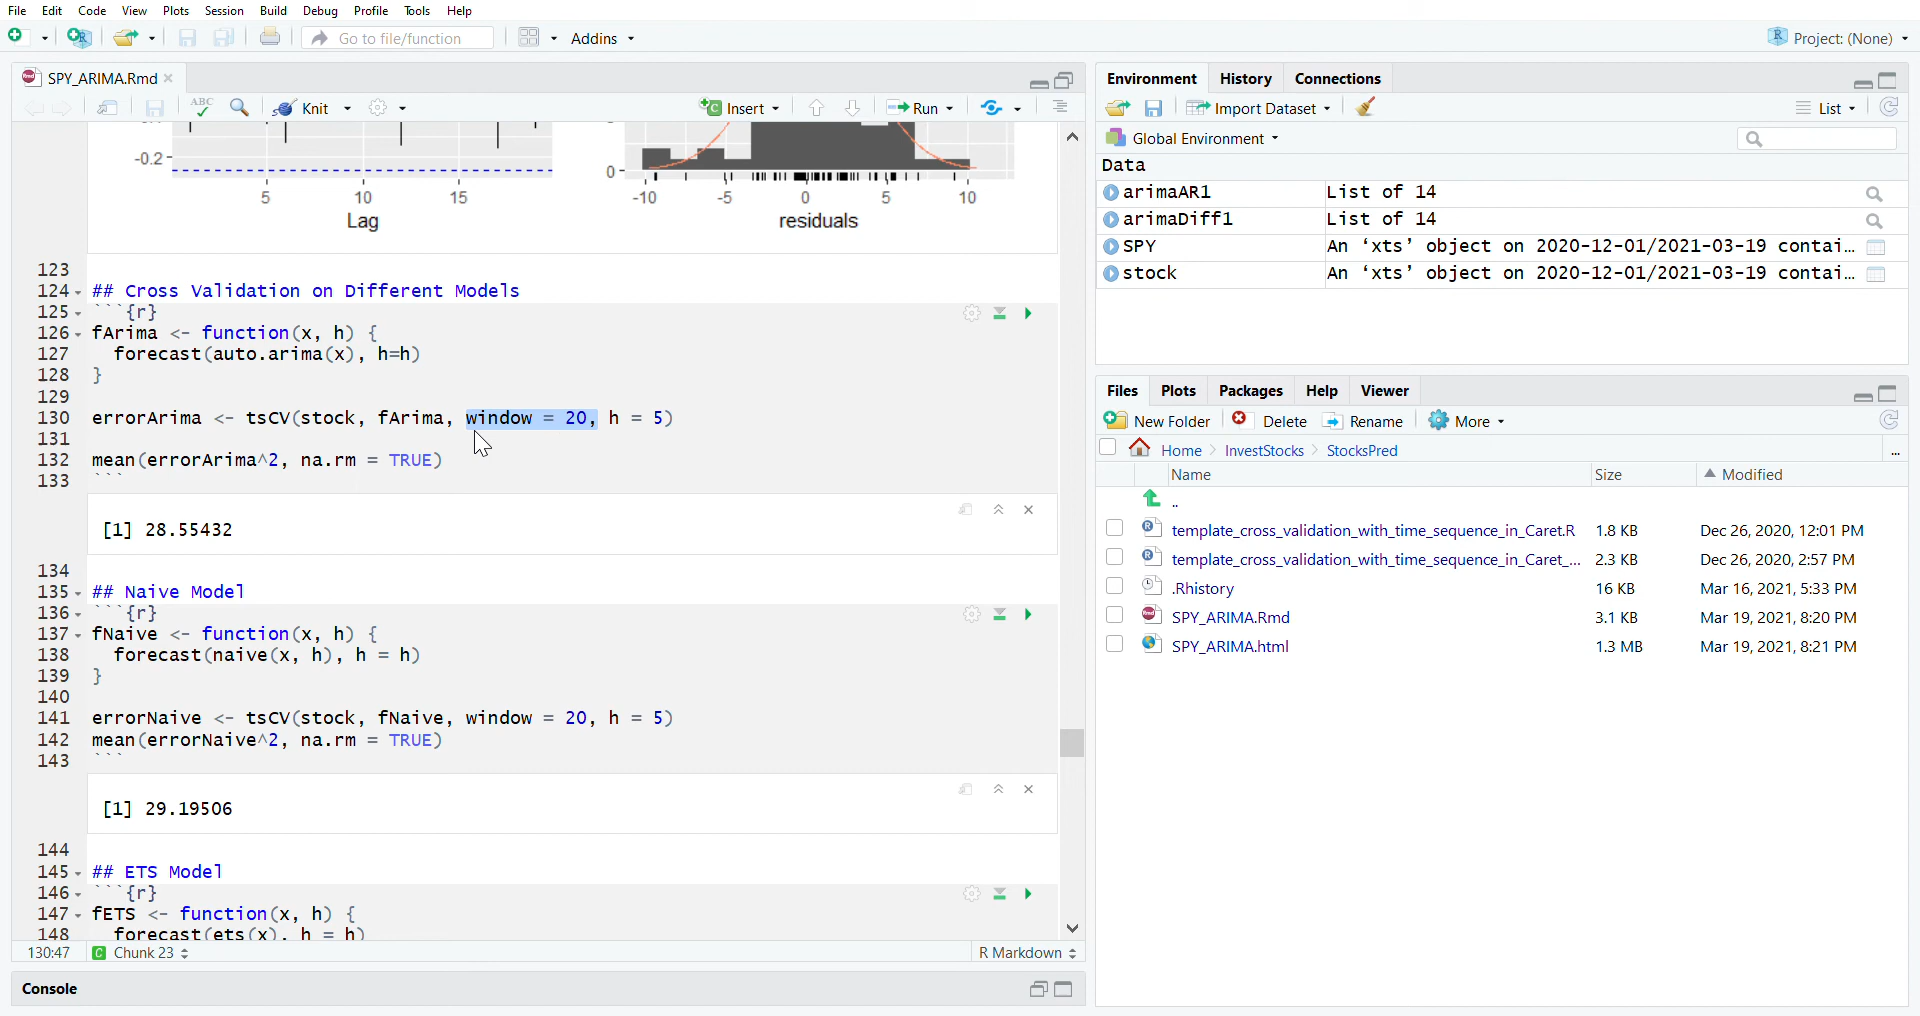 File Edit Code View Plots Session Build Debug Profile Tools Help
Go to file/function Addins Project: (None)
SPY_ARIMA.Rmd
ABC Knit Insert Run
-0.2
5 10 15
Lag
0
-10 -5 0 5 10
residuals
123
124 ## Cross Validation on Different Models
125 ```{r}
126 fArima <- function(x, h) {
127 forecast(auto.arima(x), h=h)
128 }
129
130 errorArima <- tsCV(stock, fArima, window = 20, h = 5)
131
132 mean(errorArima^2, na.rm = TRUE)
133 ```
[1] 28.55432
134
135 ## Naive Model
136 ```{r}
137 fNaive <- function(x, h) {
138 forecast(naive(x, h), h = h)
139 }
140
141 errorNaive <- tsCV(stock, fNaive, window = 20, h = 5)
142 mean(errorNaive^2, na.rm = TRUE)
143 ```
[1] 29.19506
144
145 ## ETS Model
146 ```{r}
147 fETS <- function(x, h) {
148 forecast(ets(x), h = h)
130:47 C Chunk 23 R Markdown
Console
Environment History Connections
Import Dataset List
Global Environment
Data
arimaAR1 List of 14
arimaDiff1 List of 14
SPY An ‘xts’ object on 2020-12-01/2021-03-19 contai…
stock An ‘xts’ object on 2020-12-01/2021-03-19 contai…
Files Plots Packages Help Viewer
New Folder Delete Rename More
Home InvestStocks StocksPred ...
Name Size Modified
..
template_cross_validation_with_time_sequence_in_Caret.R 1.8 KB Dec 26, 2020, 12:01 PM
template_cross_validation_with_time_sequence_in_Caret_... 2.3 KB Dec 26, 2020, 2:57 PM
.Rhistory 16 KB Mar 16, 2021, 5:33 PM
SPY_ARIMA.Rmd 3.1 KB Mar 19, 2021, 8:20 PM
SPY_ARIMA.html 1.3 MB Mar 19, 2021, 8:21 PM